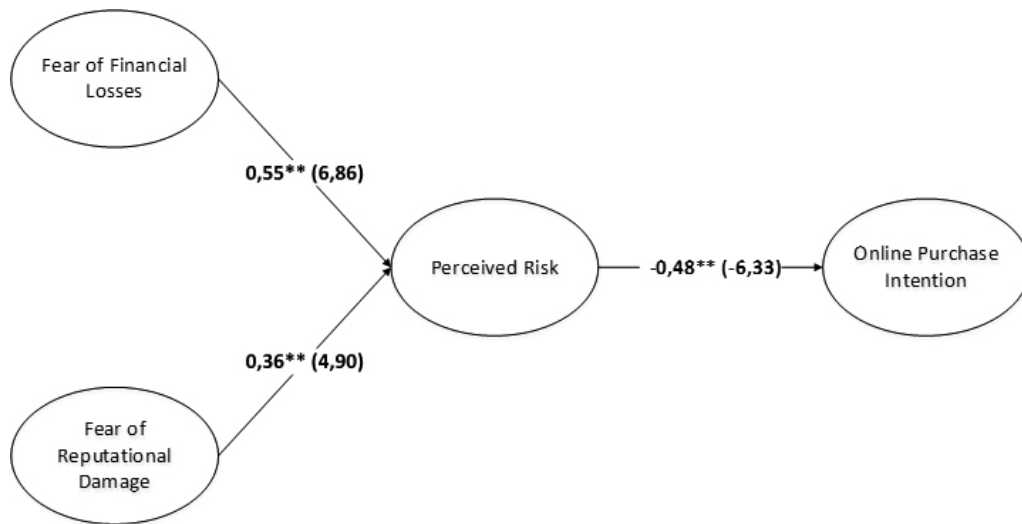 Fear of Financial
Losses
0,55** (6,86)
Perceived Risk
-0,48** (-6,33)
Online Purchase
Intention
0,36** (4,90)
Fear of
Reputational
Damage